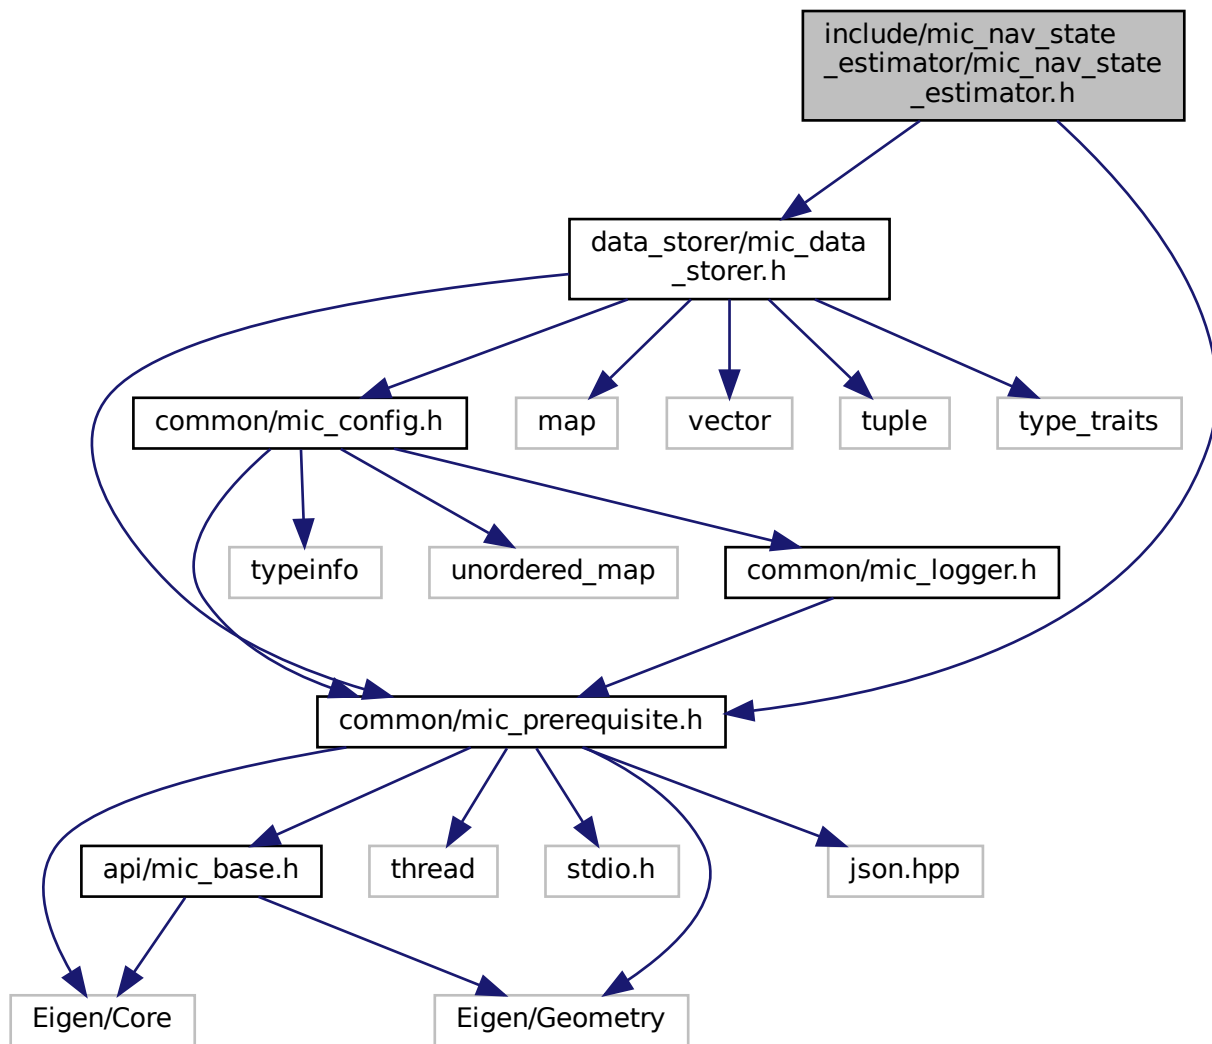 include/mic_nav_state
_estimator/mic_nav_state
_estimator.h
data_storer/mic_data
_storer.h
common/mic_config.h
map
vector
tuple
type_traits
typeinfo
unordered_map
common/mic_logger.h
common/mic_prerequisite.h
api/mic_base.h
thread
stdio.h
json.hpp
Eigen/Core
Eigen/Geometry